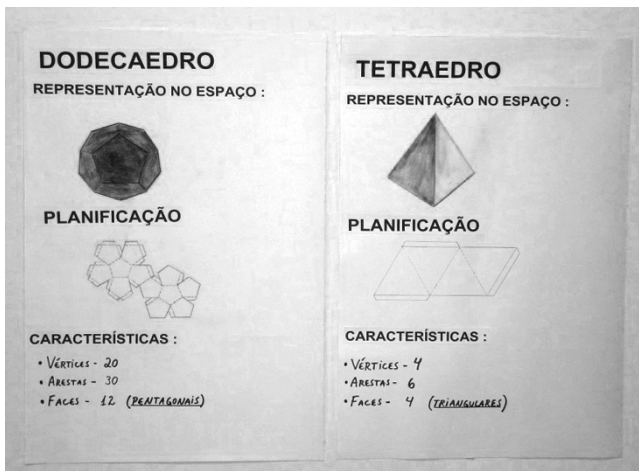 DODECAEDRO
REPRESENTAÇÃO NO ESPAÇO :
PLANIFICAÇÃO
CARACTERÍSTICAS :
• VÉRTICES - 20
• ARESTAS - 30
• FACES - 12 (PENTAGONAIS)
TETRAEDRO
REPRESENTAÇÃO NO ESPAÇO :
PLANIFICAÇÃO
CARACTERÍSTICAS :
• VÉRTICES - 4
• ARESTAS - 6
• FACES - 4 (TRIANGULARES)